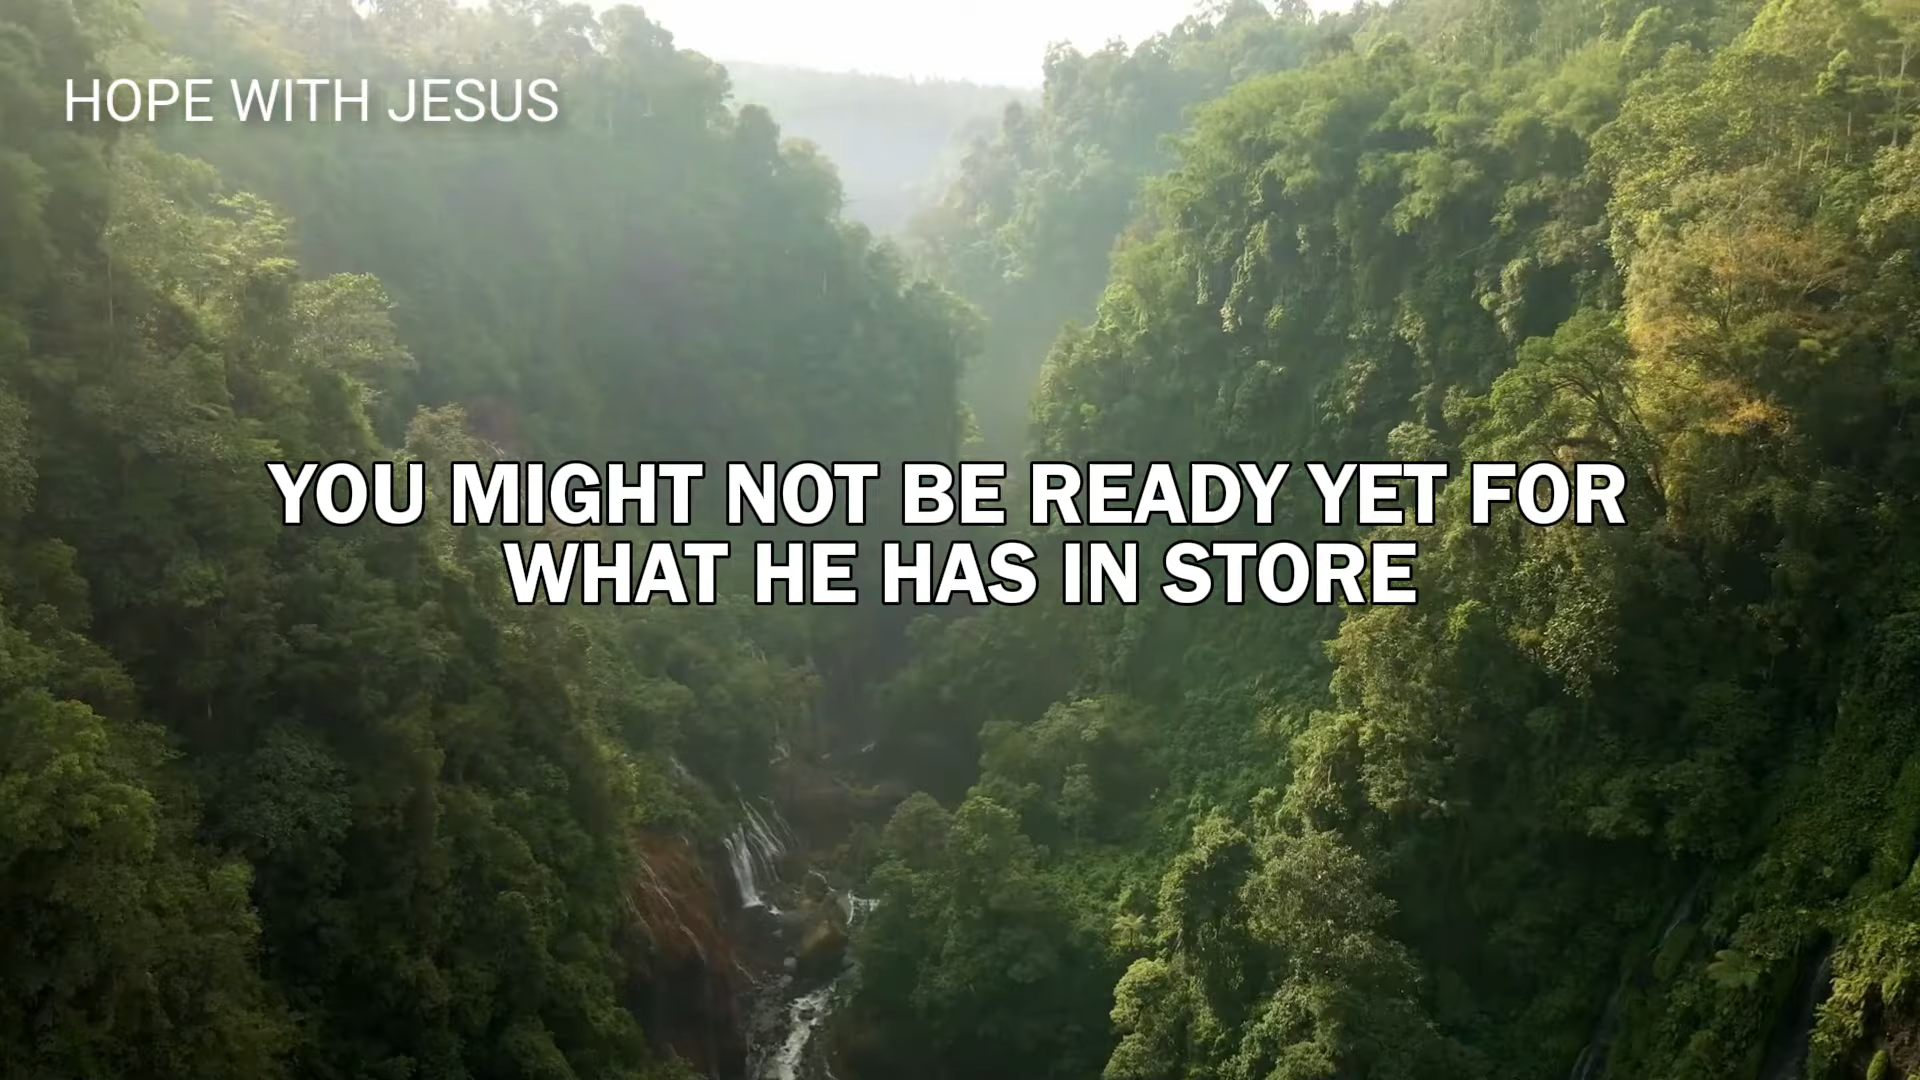 HOPE WITH JESUS
YOU MIGHT NOT BE READY YET FOR
WHAT HE HAS IN STORE